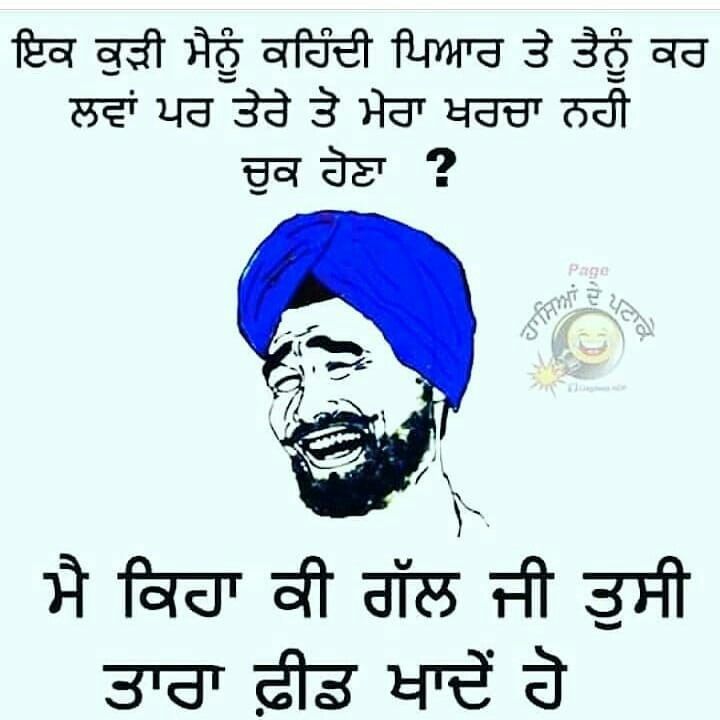 ਇਕ ਕੁੜੀ ਮੈਨੂੰ ਕਹਿੰਦੀ ਪਿਆਰ ਤੇ ਤੈਨੂੰ ਕਰ
ਲਵਾਂ ਪਰ ਤੇਰੇ ਤੋ ਮੇਰਾ ਖਰਚਾ ਨਹੀ
ਚੁਕ ਹੋਣਾ ?
Page
ਹਾਸਿਆਂ ਦੇ ਪਟਾਕੇ
ਮੈ ਕਿਹਾ ਕੀ ਗੱਲ ਜੀ ਤੁਸੀ
ਤਾਰਾ ਫ਼ੀਡ ਖਾਦੇਂ ਹੋ